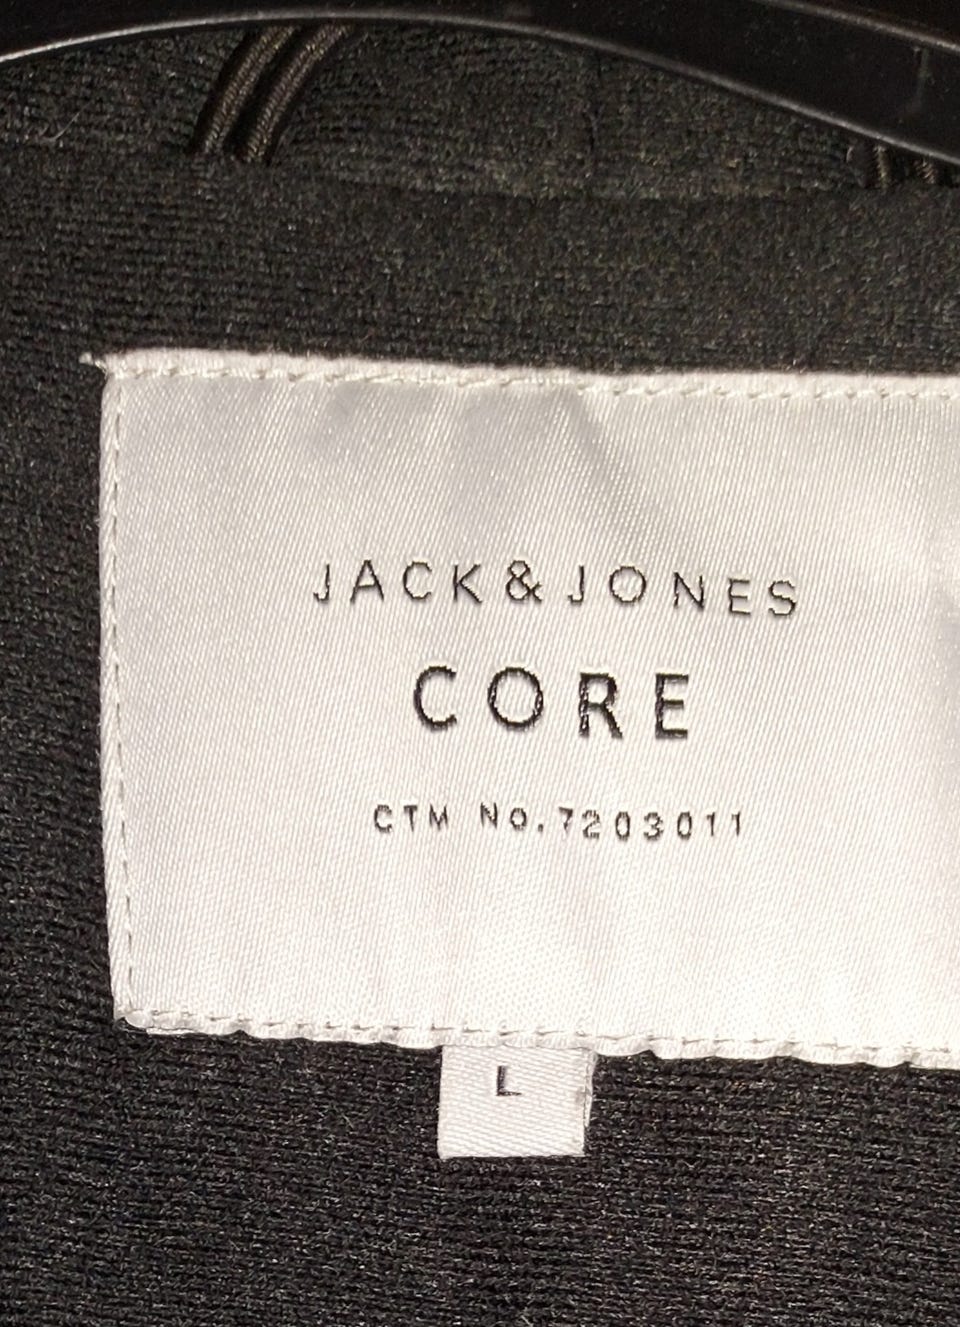 JACK & JONES
CORE
CTM No.7203011
L